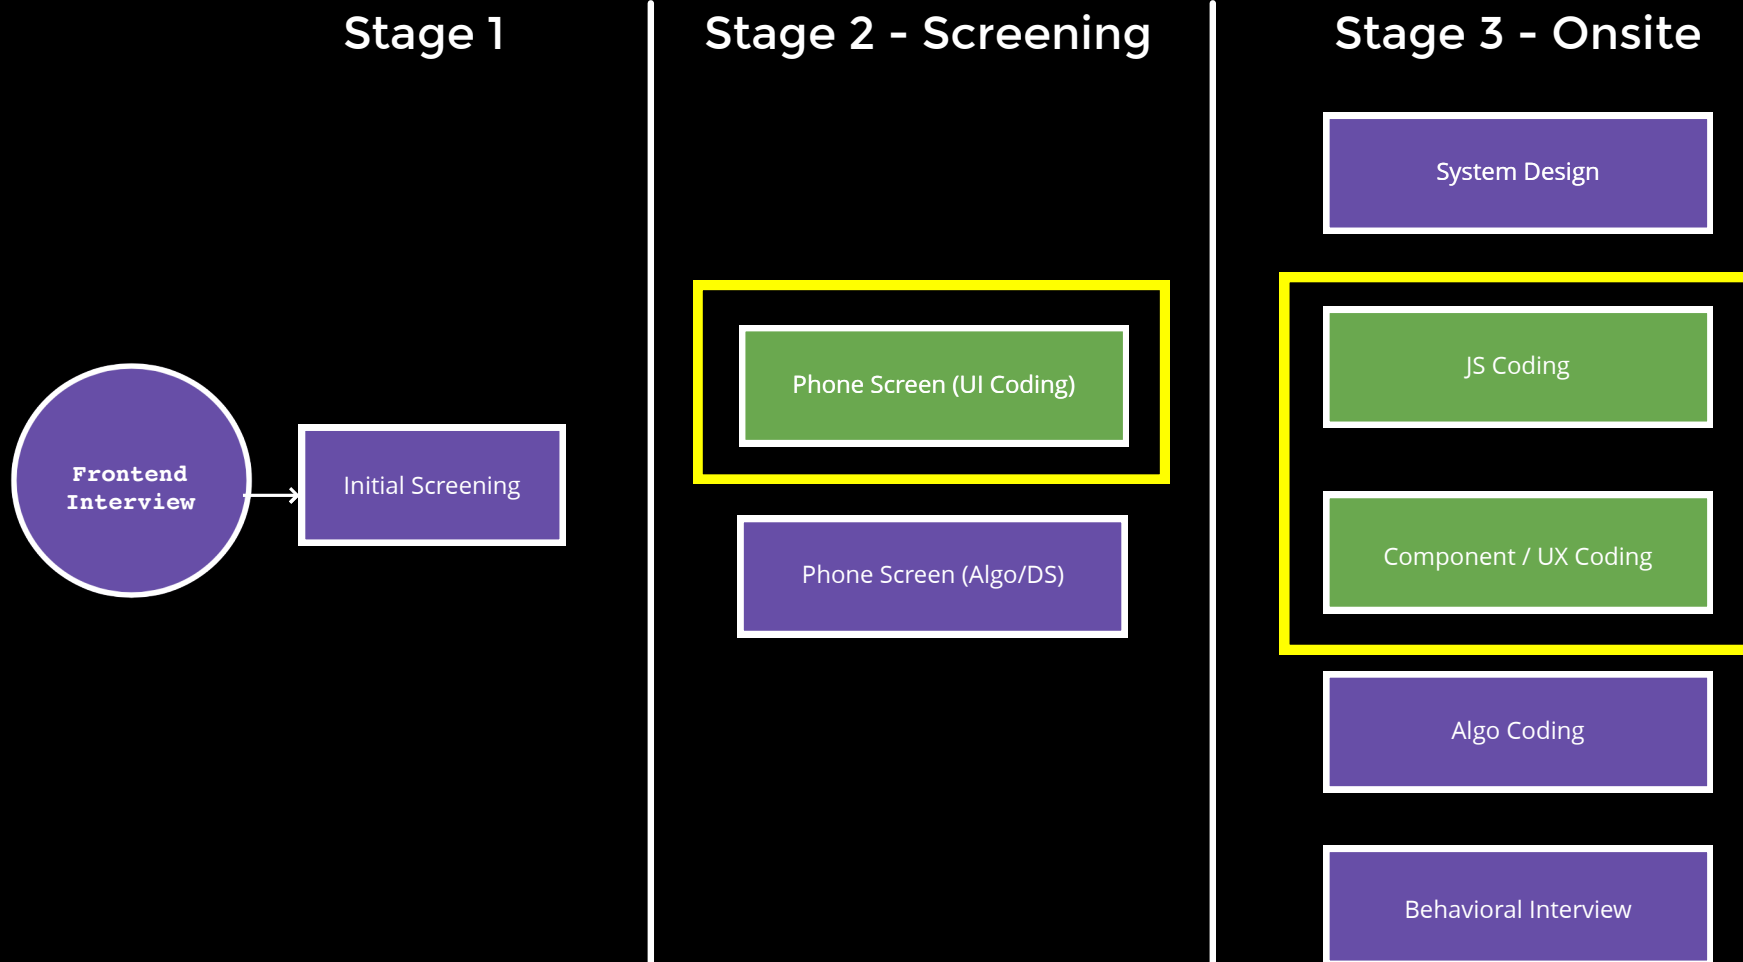 Stage 1
Stage 2 - Screening
Stage 3 - Onsite
Frontend
Interview
Initial Screening
Phone Screen (UI Coding)
Phone Screen (Algo/DS)
System Design
JS Coding
Component / UX Coding
Algo Coding
Behavioral Interview